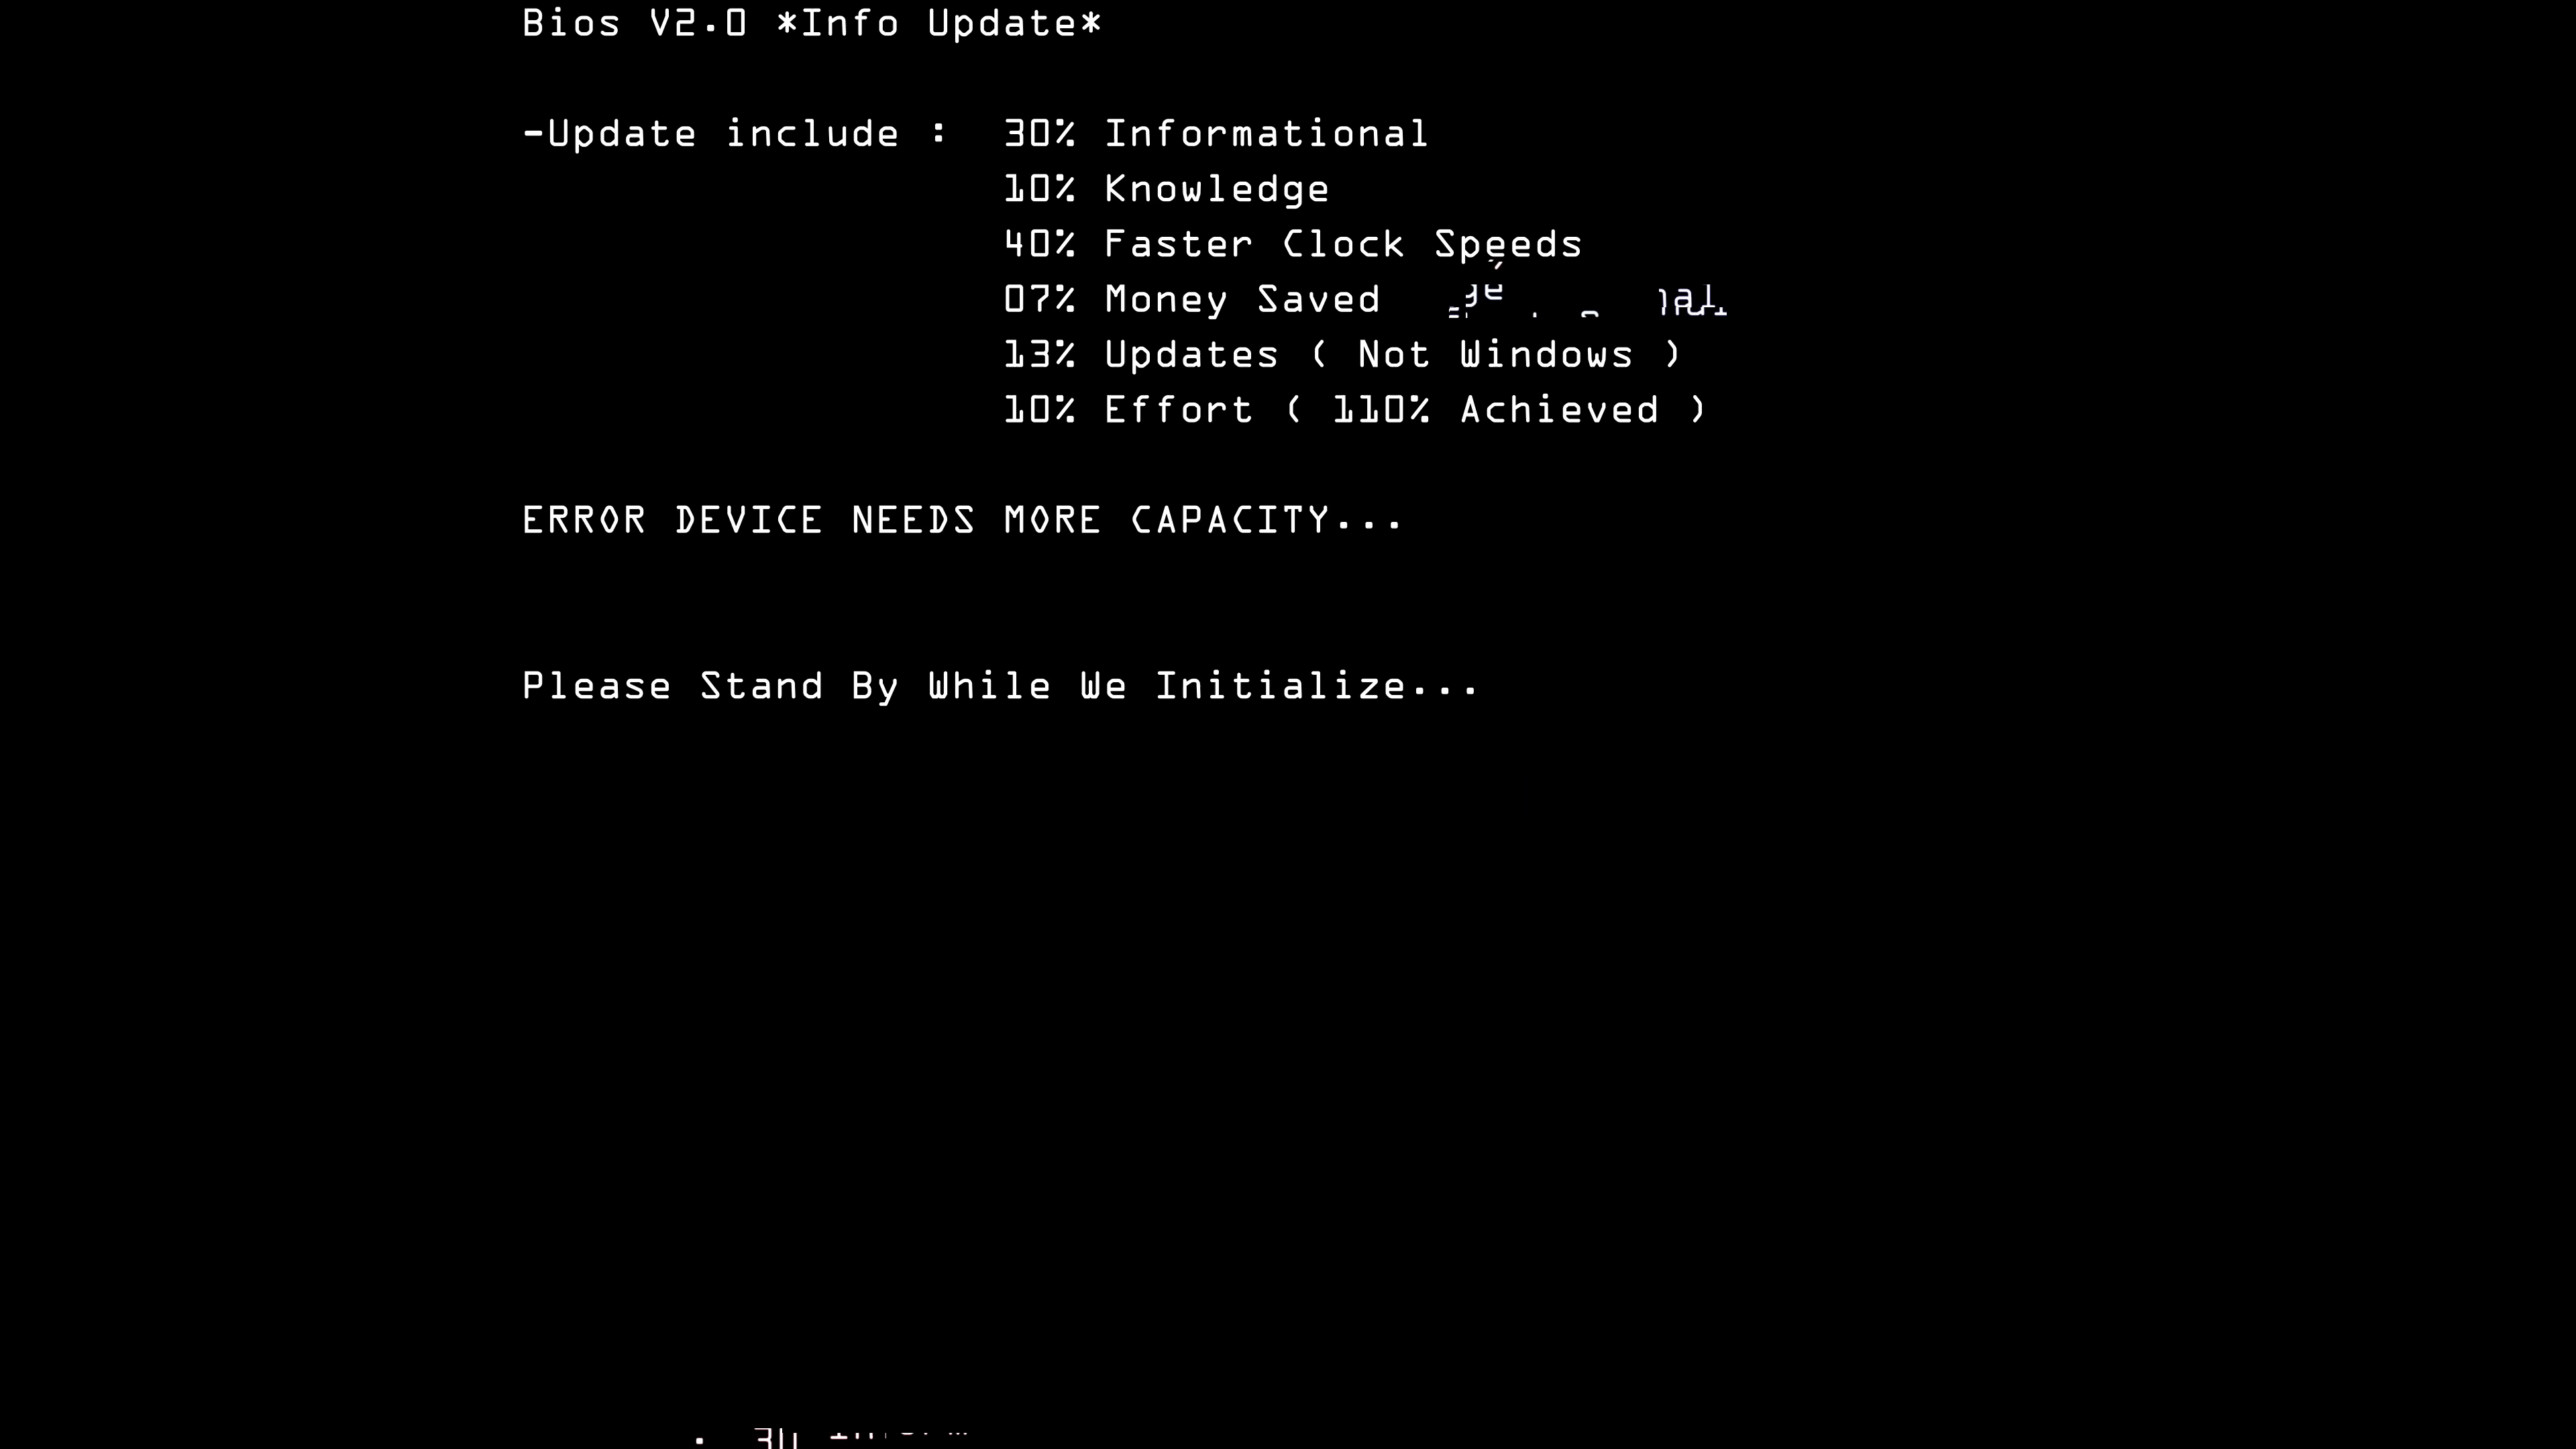 Bios V2.0 *Info Update*
-Update include : 30% Informational
10% Knowledge
40% Faster Clock Speeds
07% Money Saved
13% Updates ( Not Windows )
10% Effort ( 110% Achieved )
ERROR DEVICE NEEDS MORE CAPACITY...
Please Stand By While We Initialize...